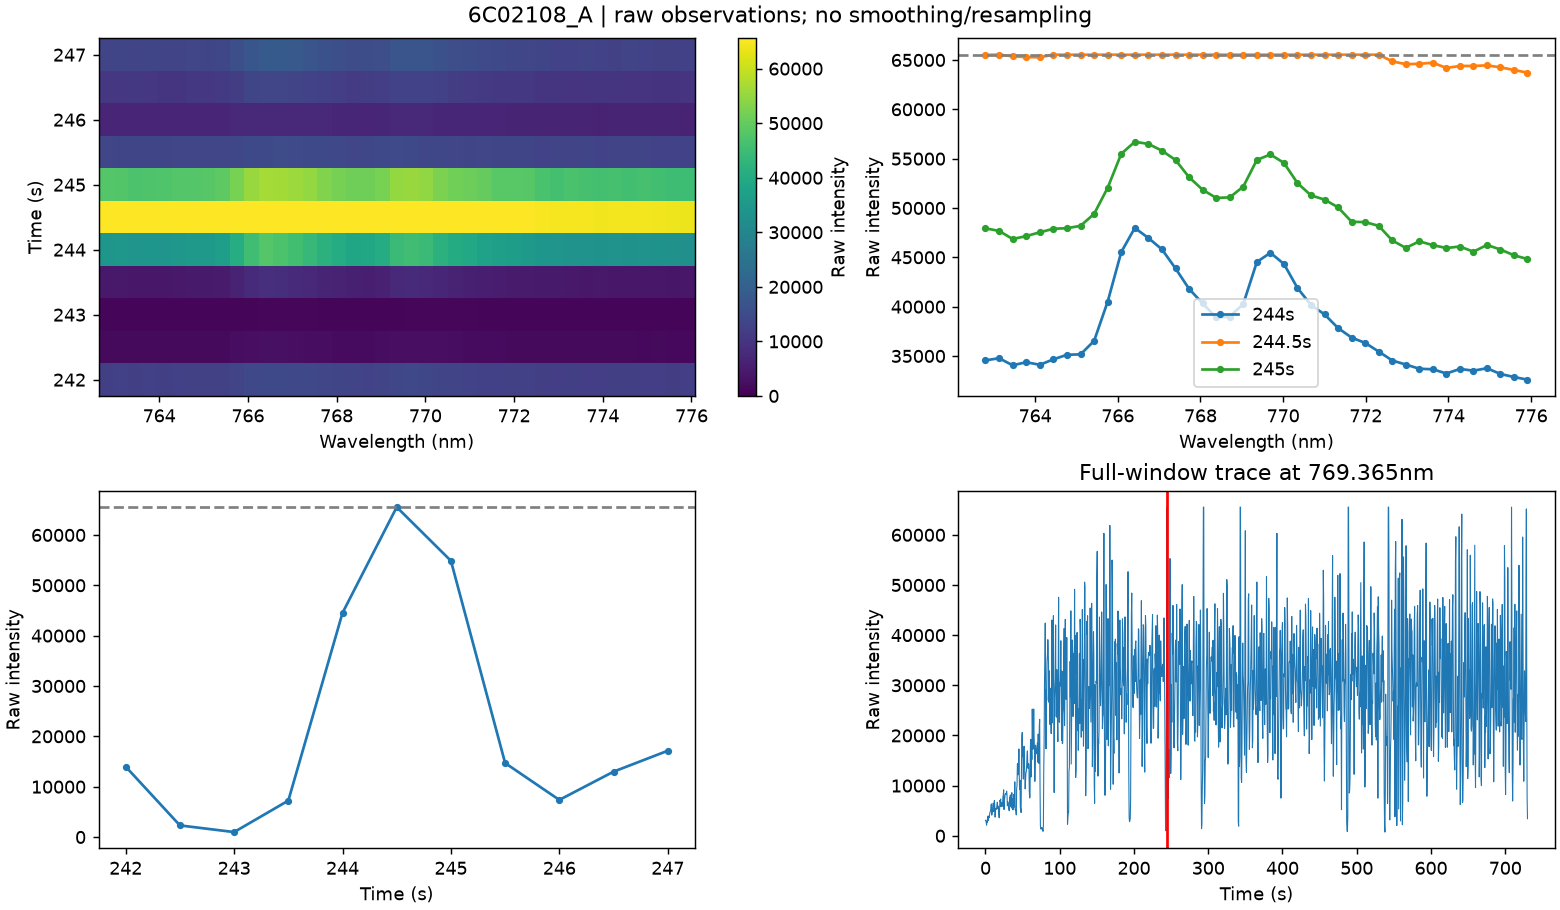 6C02108_A | raw observations; no smoothing/resampling
247
246
245
244
243
242
Time (s)
764 766 768 770 772 774 776
Wavelength (nm)
60000
50000
40000
30000
20000
10000
0
Raw intensity
65000
60000
55000
50000
45000
40000
35000
Raw intensity
244s
244.5s
245s
764 766 768 770 772 774 776
Wavelength (nm)
60000
50000
40000
30000
20000
10000
0
Raw intensity
242 243 244 245 246 247
Time (s)
Full-window trace at 769.365nm
60000
50000
40000
30000
20000
10000
0
Raw intensity
0 100 200 300 400 500 600 700
Time (s)